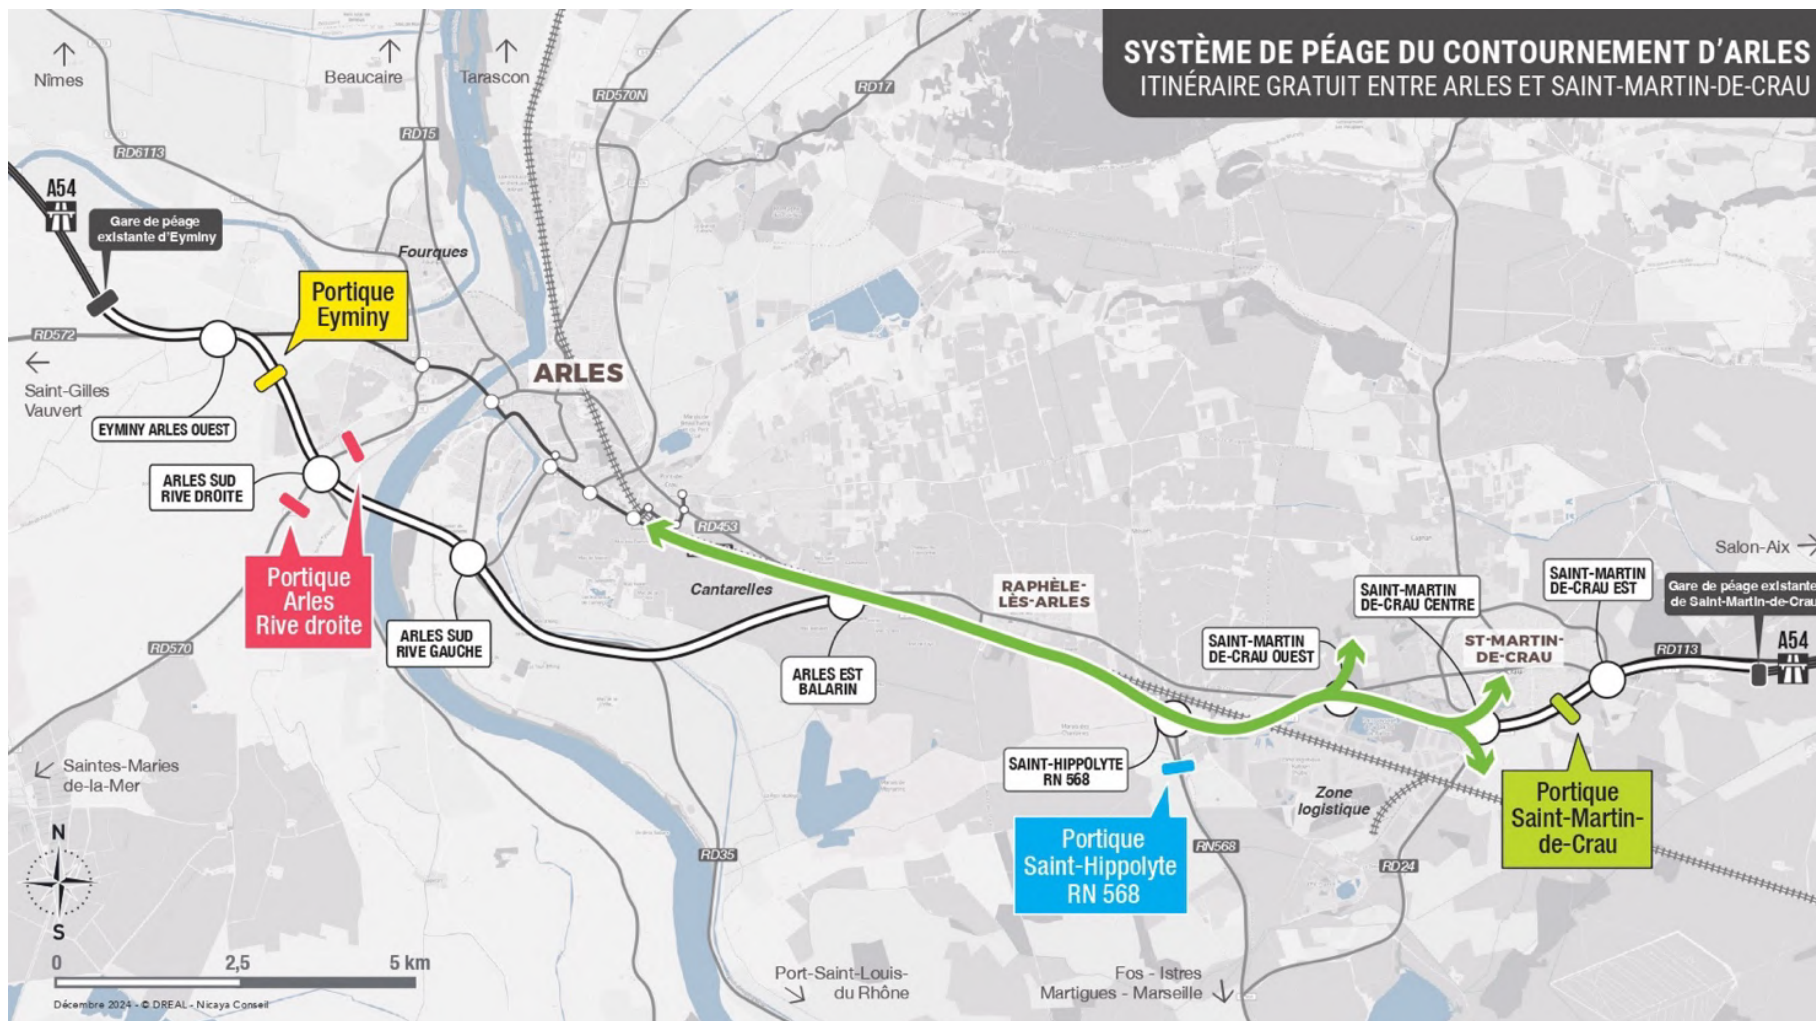 SYSTÈME DE PÉAGE DU CONTOURNEMENT D'ARLES
ITINÉRAIRE GRATUIT ENTRE ARLES ET SAINT-MARTIN-DE-CRAU
Nîmes
Beaucaire
Tarascon
RD570N
RD17
RD15
RD6113
A54
Gare de péage
existante d'Eyminy
Fourques
Portique
Eyminy
RD572
Saint-Gilles
Vauvert
ARLES
EYMINY ARLES OUEST
ARLES SUD
RIVE DROITE
RD453
Portique
Arles
Rive droite
Cantarelles
RAPHÈLE-
LÈS-ARLES
ARLES SUD
RIVE GAUCHE
ARLES EST
BALARIN
RD570
SAINT-MARTIN
DE-CRAU OUEST
SAINT-MARTIN
DE-CRAU CENTRE
SAINT-MARTIN
DE-CRAU EST
Salon-Aix
Gare de péage existante
de Saint-Martin-de-Crau
ST-MARTIN-
DE-CRAU
RD113
A54
Saintes-Maries
de-la-Mer
SAINT-HIPPOLYTE
RN 568
Zone
logistique
Portique
Saint-Martin-
de-Crau
Portique
Saint-Hippolyte
RN 568
RN568
RD24
RD35
N
S
0 2,5 5 km
Port-Saint-Louis-
du Rhône
Fos - Istres
Martigues - Marseille
Décembre 2024 - © DREAL - Nicaya Conseil